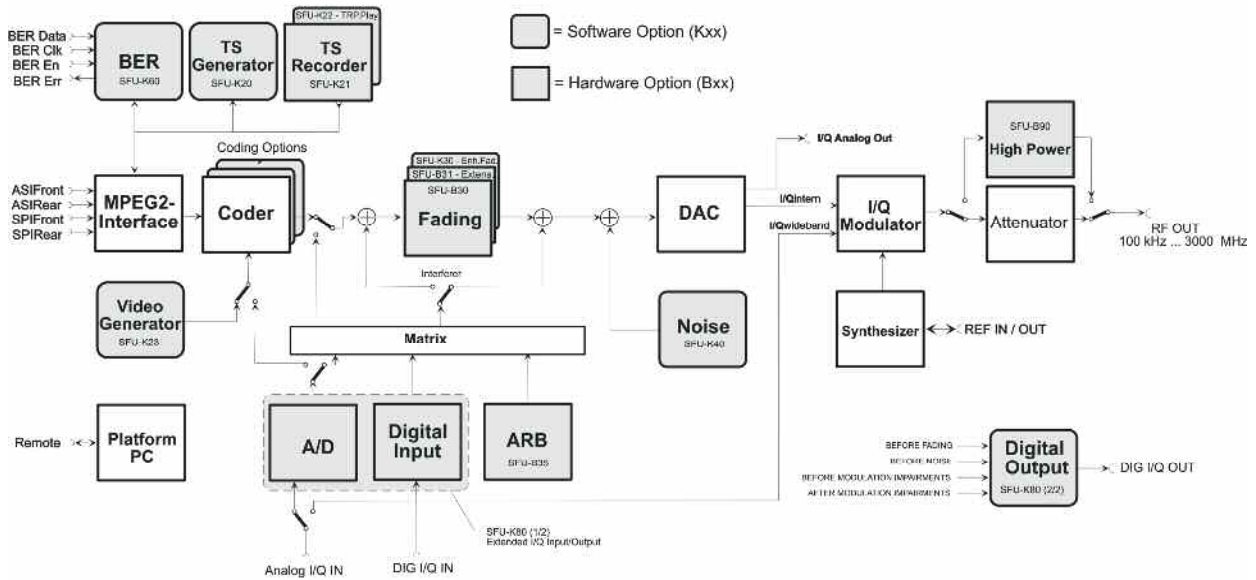 SFU-K22 - TRP.Play
BER Data
BER Clk
BER En
BER Err
BER
SFU-K60
TS
Generator
SFU-K20
TS
Recorder
SFU-K21
= Software Option (Kxx)
= Hardware Option (Bxx)
Coding Options
ASIFront
ASIRear
SPIFront
SPIRear
MPEG2-
Interface
Coder
SFU-K30 - Enh.Fad.
SFU-B31 - Extens.
SFU-B30
Fading
Interferer
DAC
I/Q Analog Out
I/QIntern
I/Qwideband
I/Q
Modulator
SFU-B90
High Power
Attenuator
RF OUT
100 kHz ... 3000 MHz
Video
Generator
SFU-K23
Matrix
Noise
SFU-K40
Synthesizer
REF IN / OUT
Remote
Platform
PC
A/D
Digital
Input
ARB
SFU-B35
BEFORE FADING
BEFORE NOISE
BEFORE MODULATION IMPAIRMENTS
AFTER MODULATION IMPAIRMENTS
Digital
Output
SFU-K80 (2/2)
DIG I/Q OUT
SFU-K80 (1/2)
Extended I/Q Input/Output
Analog I/Q IN
DIG I/Q IN